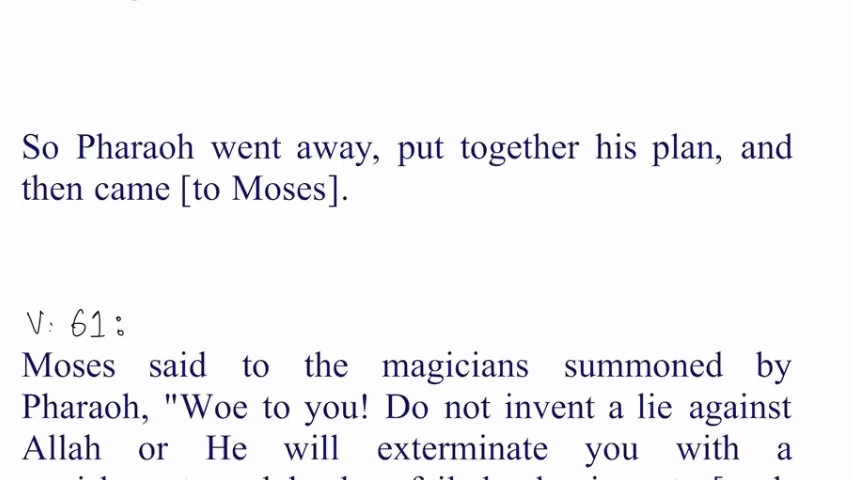 So Pharaoh went away, put together his plan, and
then came [to Moses].
V: 61:
Moses said to the magicians summoned by
Pharaoh, "Woe to you! Do not invent a lie against
Allah or He will exterminate you with a